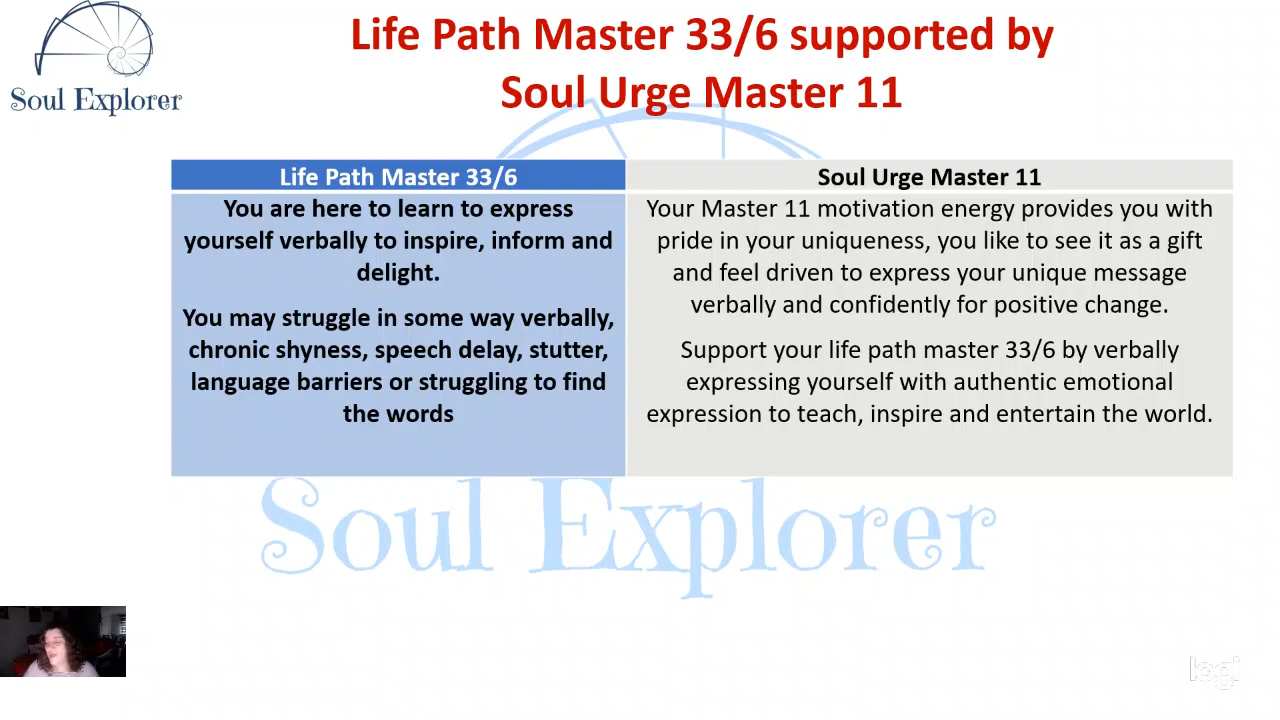 Life Path Master 33/6 supported by
Soul Urge Master 11
Soul Explorer
Life Path Master 33/6
You are here to learn to express
yourself verbally to inspire, inform and
delight.
You may struggle in some way verbally,
chronic shyness, speech delay, stutter,
language barriers or struggling to find
the words
Soul Urge Master 11
Your Master 11 motivation energy provides you with
pride in your uniqueness, you like to see it as a gift
and feel driven to express your unique message
verbally and confidently for positive change.
Support your life path master 33/6 by verbally
expressing yourself with authentic emotional
expression to teach, inspire and entertain the world.
Soul Explorer